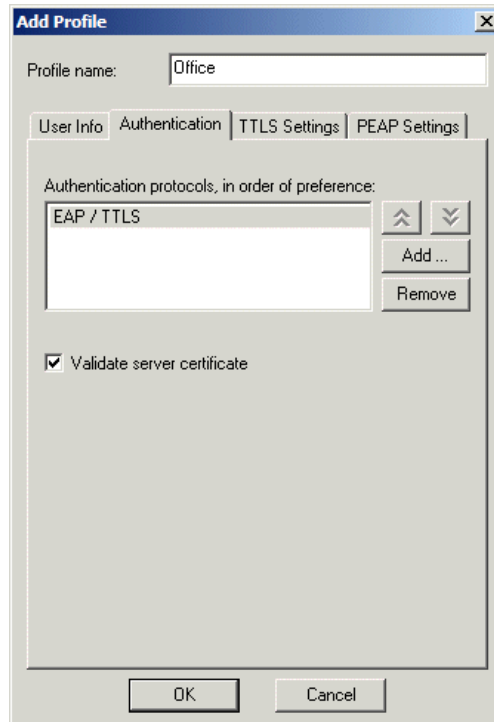 Add Profile
Profile name: Office
User Info Authentication TTLS Settings PEAP Settings
Authentication protocols, in order of preference:
EAP / TTLS
Add ...
Remove
Validate server certificate
OK Cancel